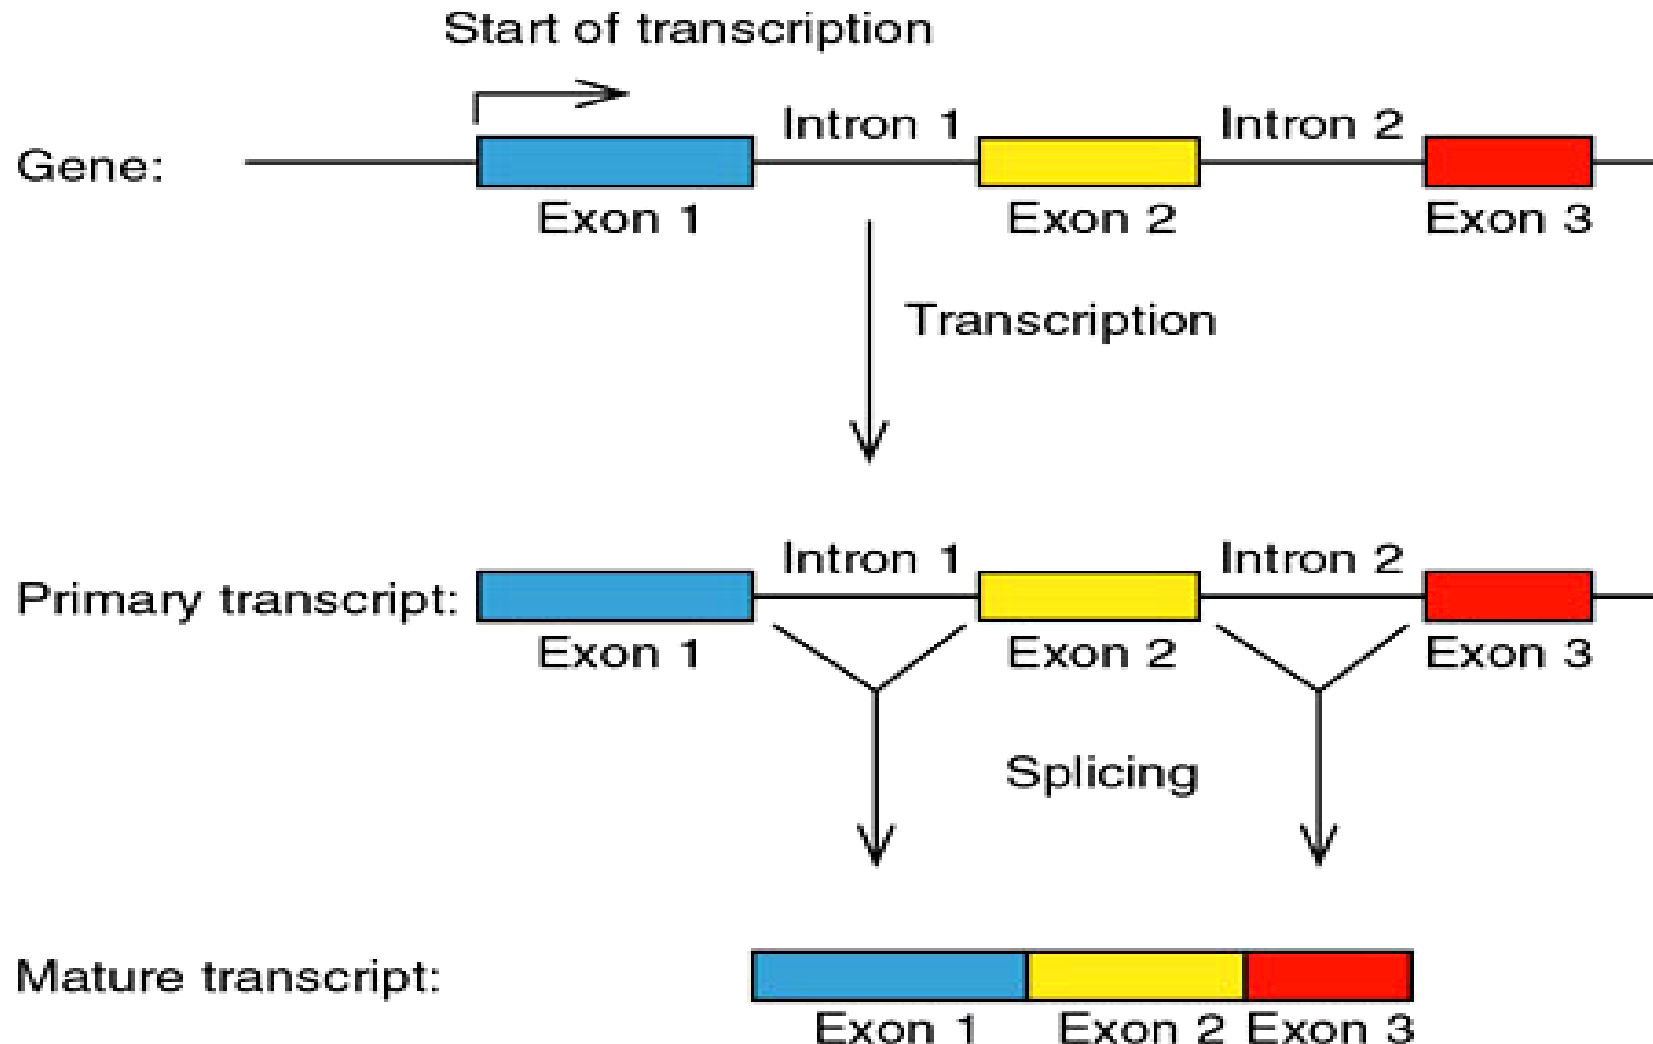 Start of transcription
Intron 1 Intron 2
Gene:
Exon 1 Exon 2 Exon 3
Transcription
Intron 1 Intron 2
Primary transcript:
Exon 1 Exon 2 Exon 3
Splicing
Mature transcript:
Exon 1 Exon 2 Exon 3